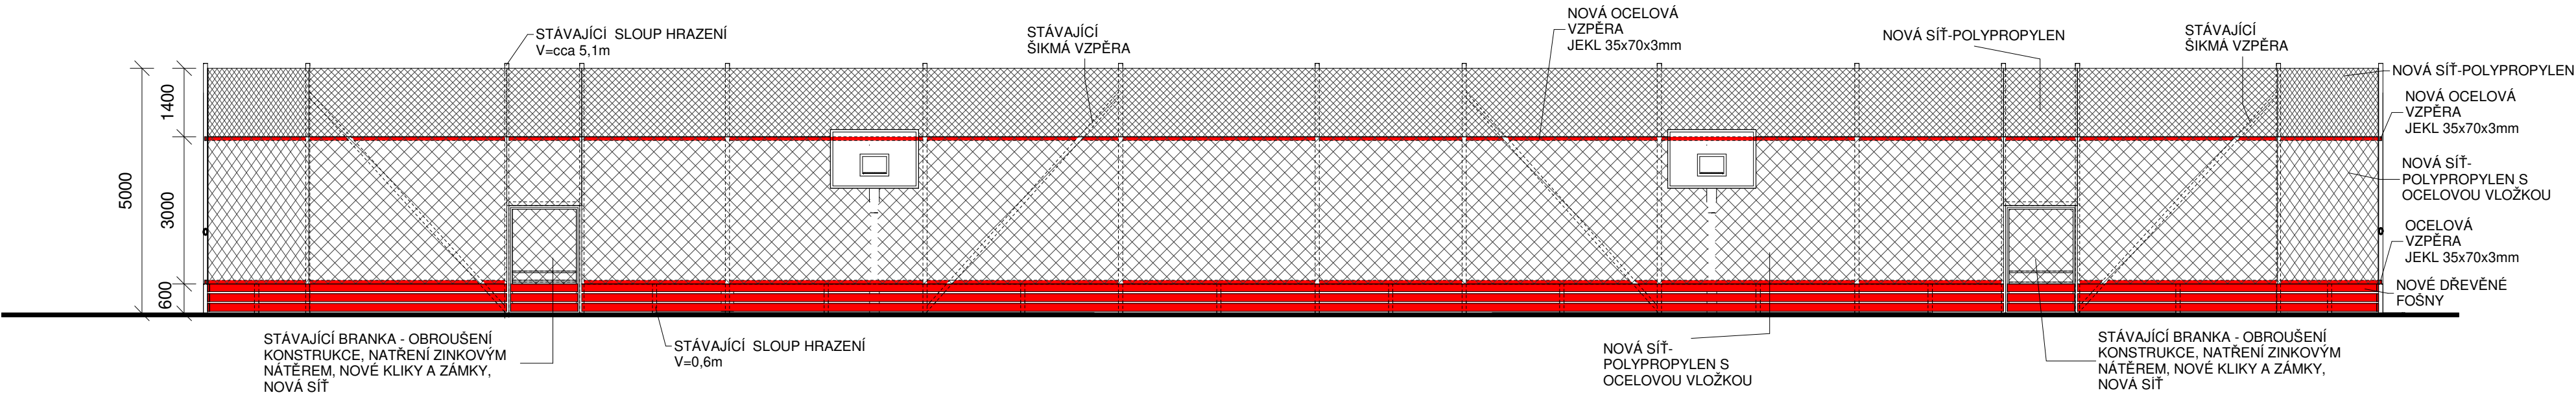 STÁVAJÍCÍ SLOUP HRAZENÍ
V=cca 5,1m
STÁVAJÍCÍ
ŠIKMÁ VZPĚRA
NOVÁ OCELOVÁ
VZPĚRA
JEKL 35x70x3mm
NOVÁ SÍŤ-POLYPROPYLEN
STÁVAJÍCÍ
ŠIKMÁ VZPĚRA
NOVÁ SÍŤ-POLYPROPYLEN
NOVÁ OCELOVÁ
VZPĚRA
JEKL 35x70x3mm
NOVÁ SÍŤ-
POLYPROPYLEN S
OCELOVOU VLOŽKOU
OCELOVÁ
VZPĚRA
JEKL 35x70x3mm
NOVÉ DŘEVĚNÉ
FOŠNY
5000
1400
3000
600
STÁVAJÍCÍ BRANKA - OBROUŠENÍ
KONSTRUKCE, NATŘENÍ ZINKOVÝM
NÁTĚREM, NOVÉ KLIKY A ZÁMKY,
NOVÁ SÍŤ
STÁVAJÍCÍ SLOUP HRAZENÍ
V=0,6m
NOVÁ SÍŤ-
POLYPROPYLEN S
OCELOVOU VLOŽKOU
STÁVAJÍCÍ BRANKA - OBROUŠENÍ
KONSTRUKCE, NATŘENÍ ZINKOVÝM
NÁTĚREM, NOVÉ KLIKY A ZÁMKY,
NOVÁ SÍŤ